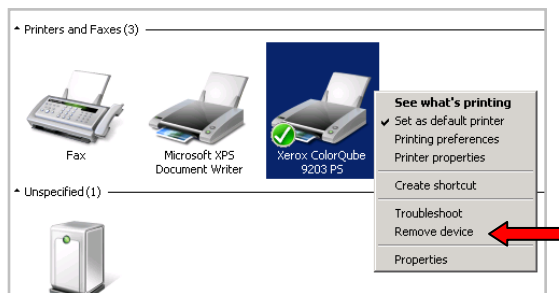 Printers and Faxes (3)
Fax
Microsoft XPS
Document Writer
Xerox ColorQube
9203 PS
See what's printing
Set as default printer
Printing preferences
Printer properties
Create shortcut
Troubleshoot
Remove device
Properties
Unspecified (1)